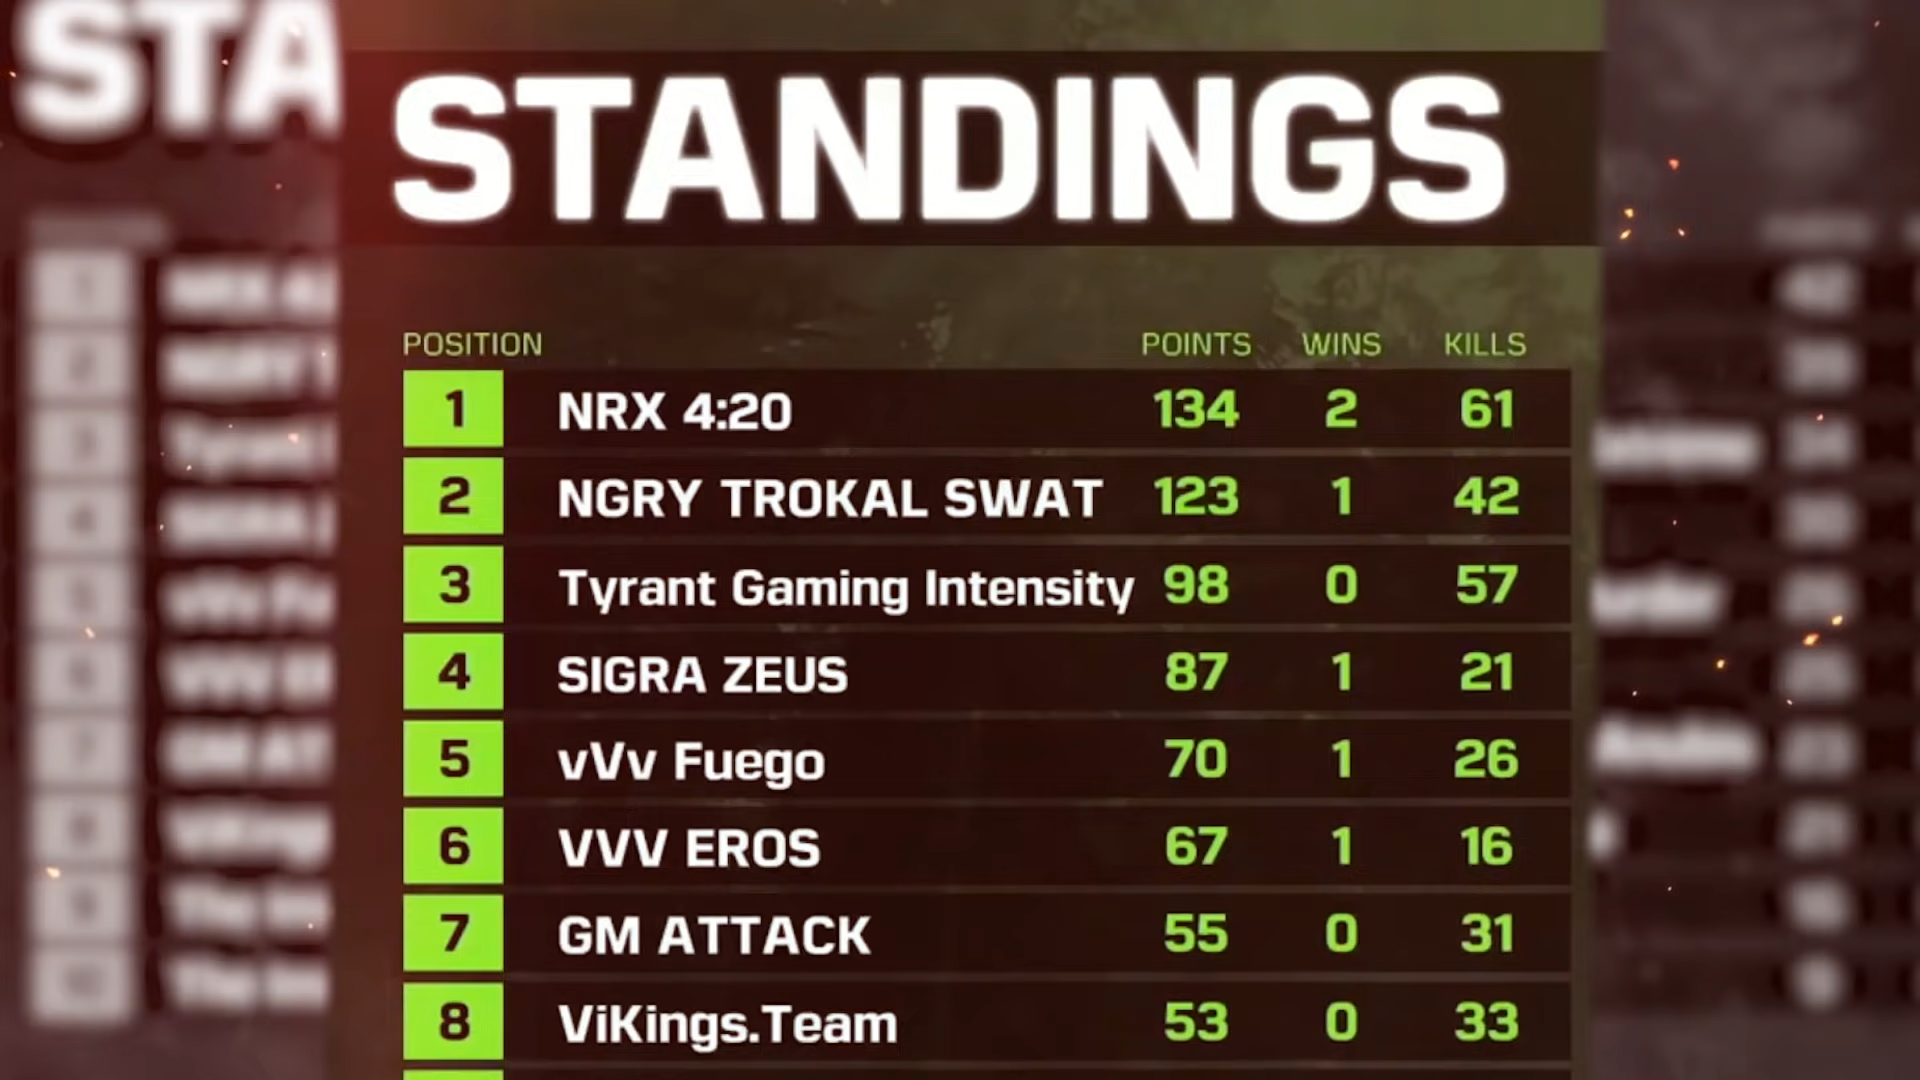 STANDINGS
POSITION POINTS WINS KILLS
1 NRX 4:20 134 2 61
2 NGRY TROKAL SWAT 123 1 42
3 Tyrant Gaming Intensity 98 0 57
4 SIGRA ZEUS 87 1 21
5 vVv Fuego 70 1 26
6 VVV EROS 67 1 16
7 GM ATTACK 55 0 31
8 ViKings.Team 53 0 33